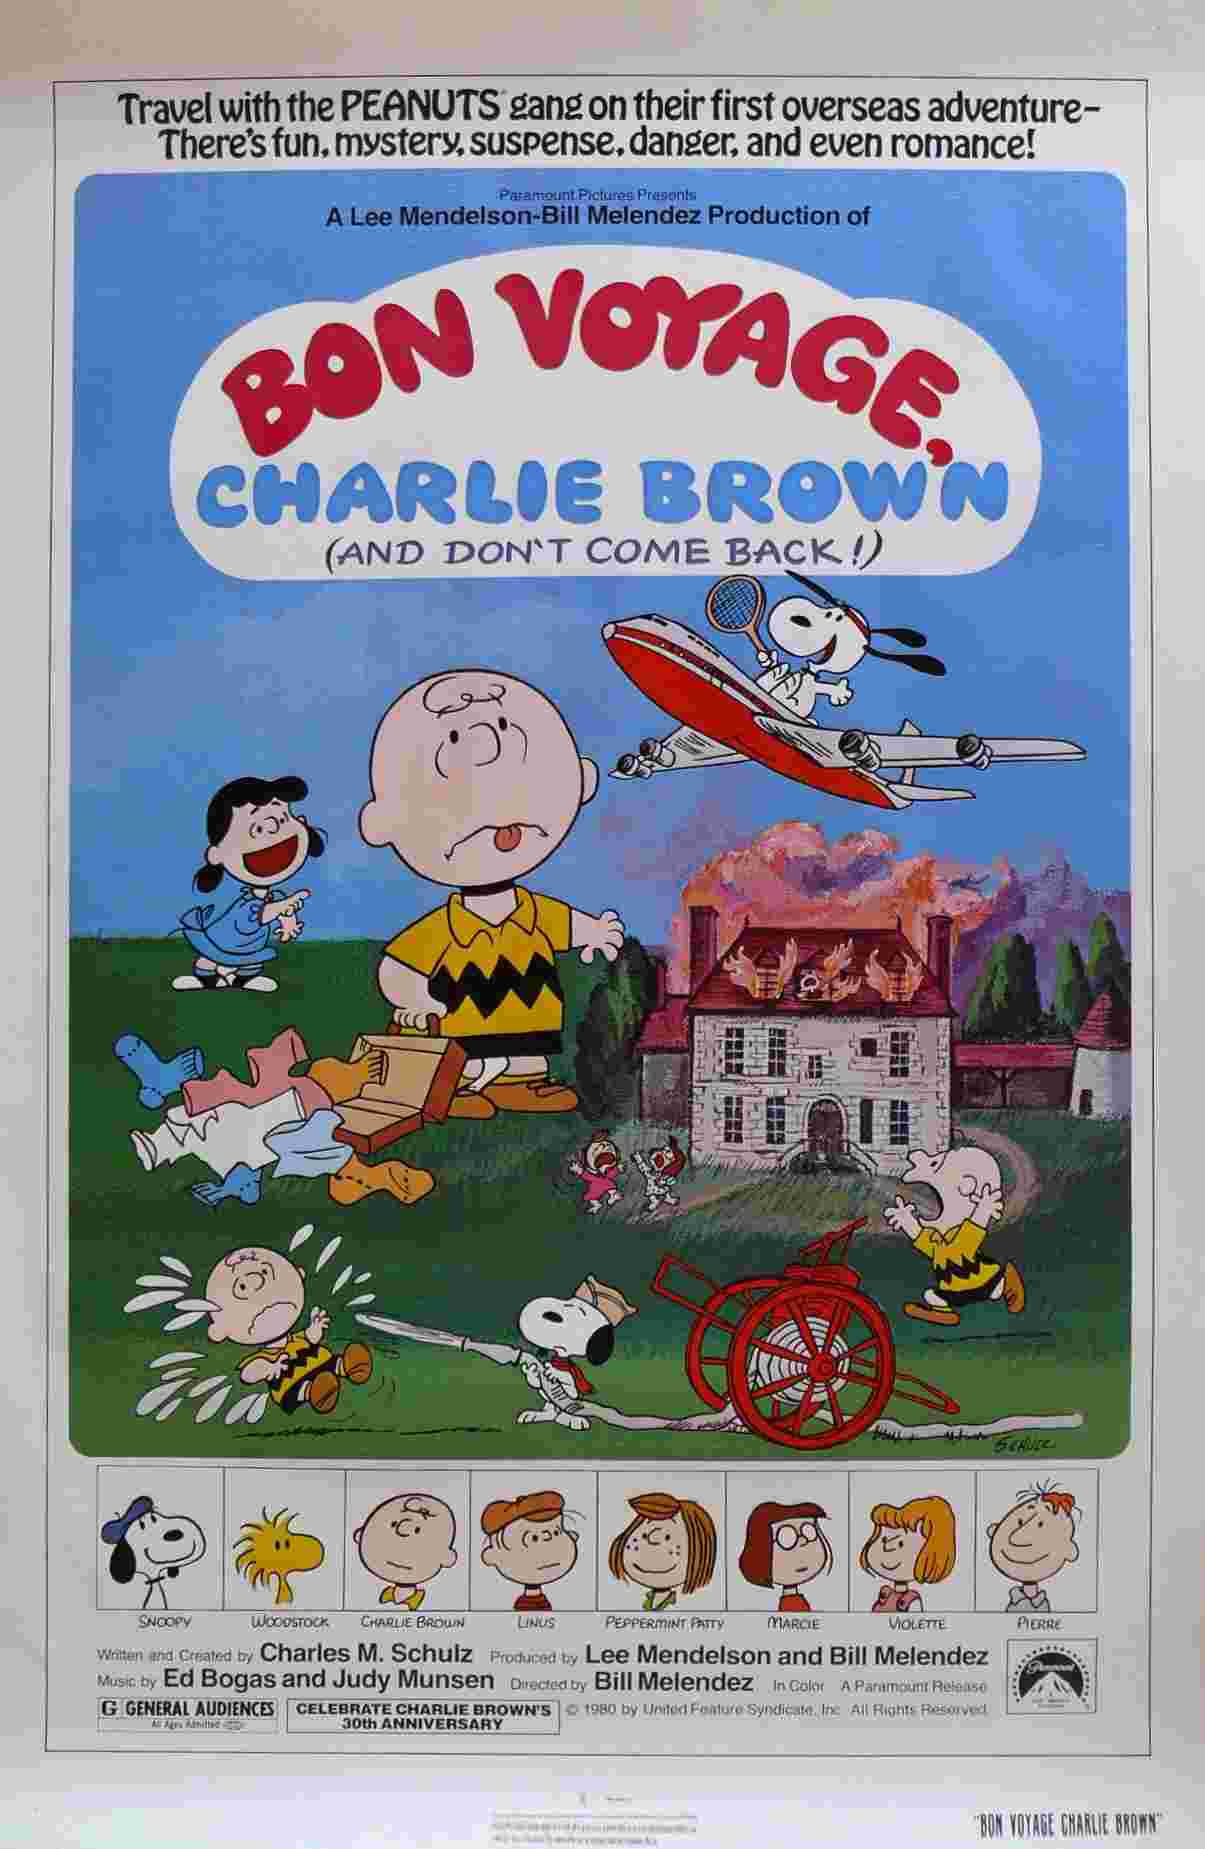 Travel with the PEANUTS gang on their first overseas adventure–
There's fun, mystery, suspense, danger, and even romance!
Paramount Pictures Presents
A Lee Mendelson-Bill Melendez Production of
BON VOYAGE,
CHARLIE BROWN
(AND DON'T COME BACK!)
SCHULZ
SNOOPY WOODSTOCK CHARLIE BROWN LINUS PEPPERMINT PATTY MARCIE VIOLETTE PIERRE
Written and Created by Charles M. Schulz Produced by Lee Mendelson and Bill Melendez
Music by Ed Bogas and Judy Munsen Directed by Bill Melendez In Color A Paramount Release
Paramount
G GENERAL AUDIENCES
All Ages Admitted
CELEBRATE CHARLIE BROWN'S
30th ANNIVERSARY
© 1980 by United Feature Syndicate, Inc. All Rights Reserved.
"BON VOYAGE CHARLIE BROWN"